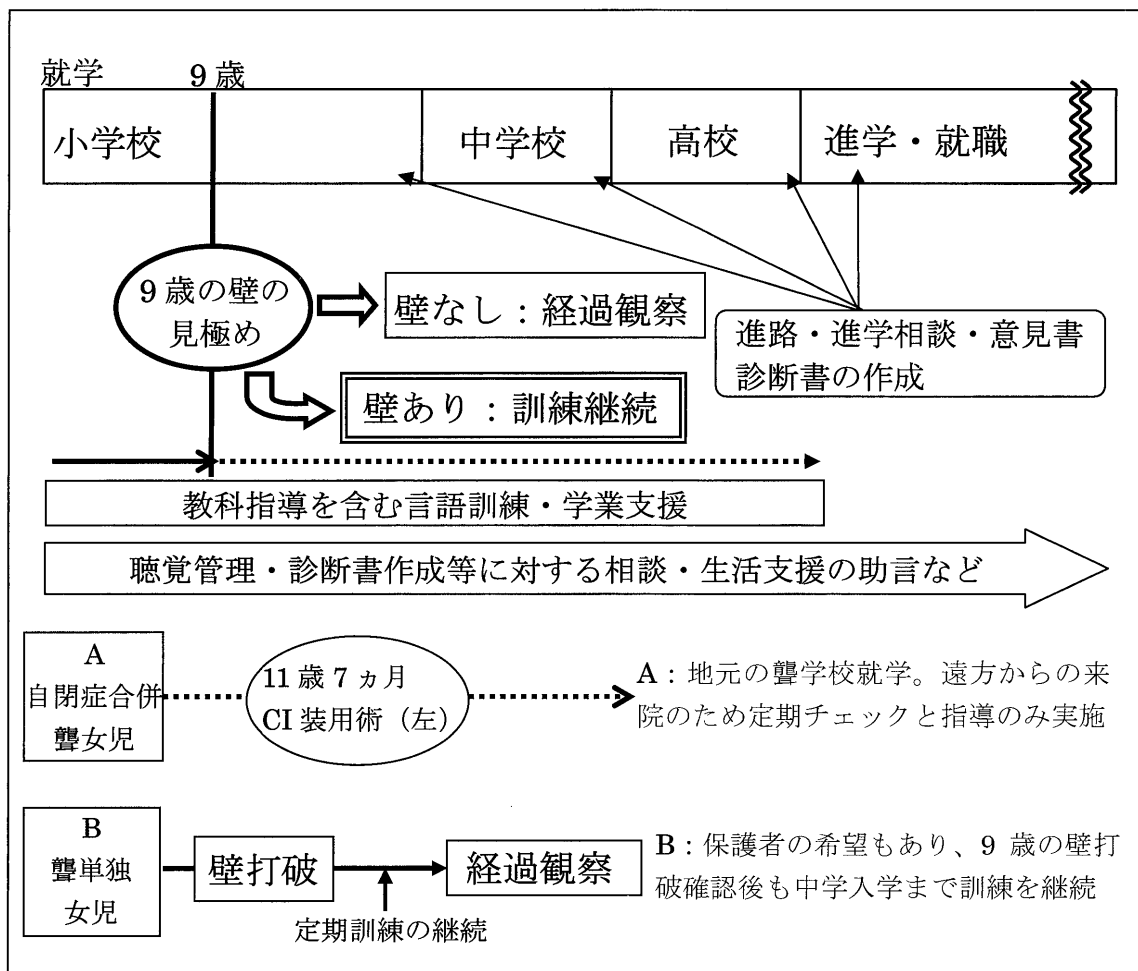 就学
9歳
小学校
中学校
高校
進学・就職
9歳の壁の
見極め
壁なし：経過観察
壁あり：訓練継続
進路・進学相談・意見書
診断書の作成
教科指導を含む言語訓練・学業支援
聴覚管理・診断書作成等に対する相談・生活支援の助言など
A
自閉症合併
聾女児
11歳7ヵ月
CI装用術（左）
A：地元の聾学校就学。遠方からの来
院のため定期チェックと指導のみ実施
B
聾単独
女児
壁打破
経過観察
定期訓練の継続
B：保護者の希望もあり、9歳の壁打
破確認後も中学入学まで訓練を継続